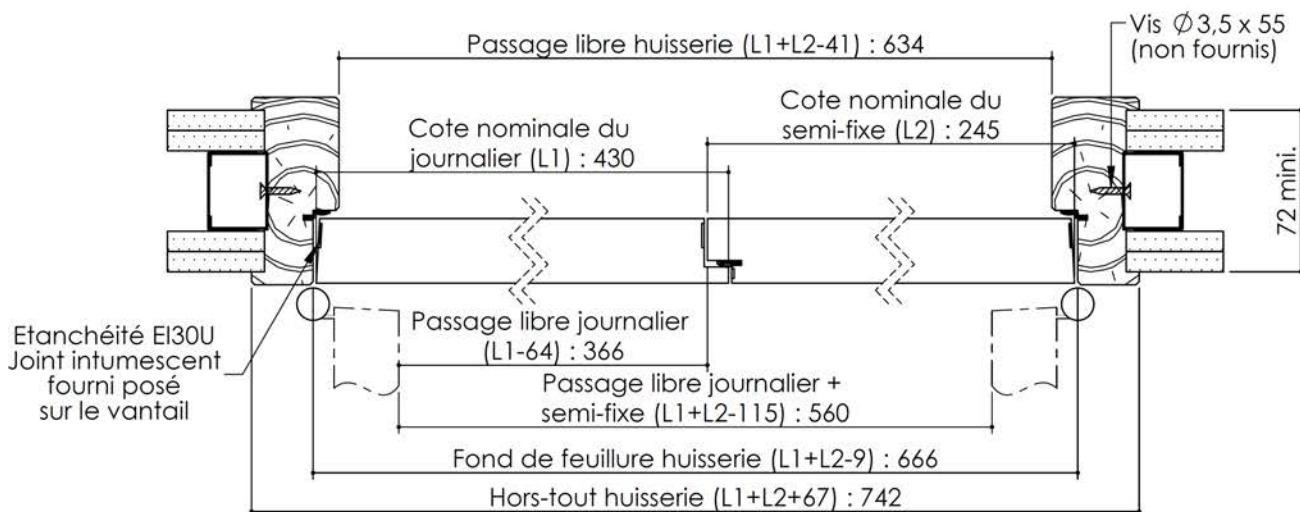 Passage libre huisserie (L1+L2-41) : 634
Vis Ø 3,5 x 55
(non fournis)
Cote nominale du
journalier (L1) : 430
Cote nominale du
semi-fixe (L2) : 245
72 mini.
Etanchéité EI30U
Joint intumescent
fourni posé
sur le vantail
Passage libre journalier
(L1-64) : 366
Passage libre journalier +
semi-fixe (L1+L2-115) : 560
Fond de feuillure huisserie (L1+L2-9) : 666
Hors-tout huisserie (L1+L2+67) : 742